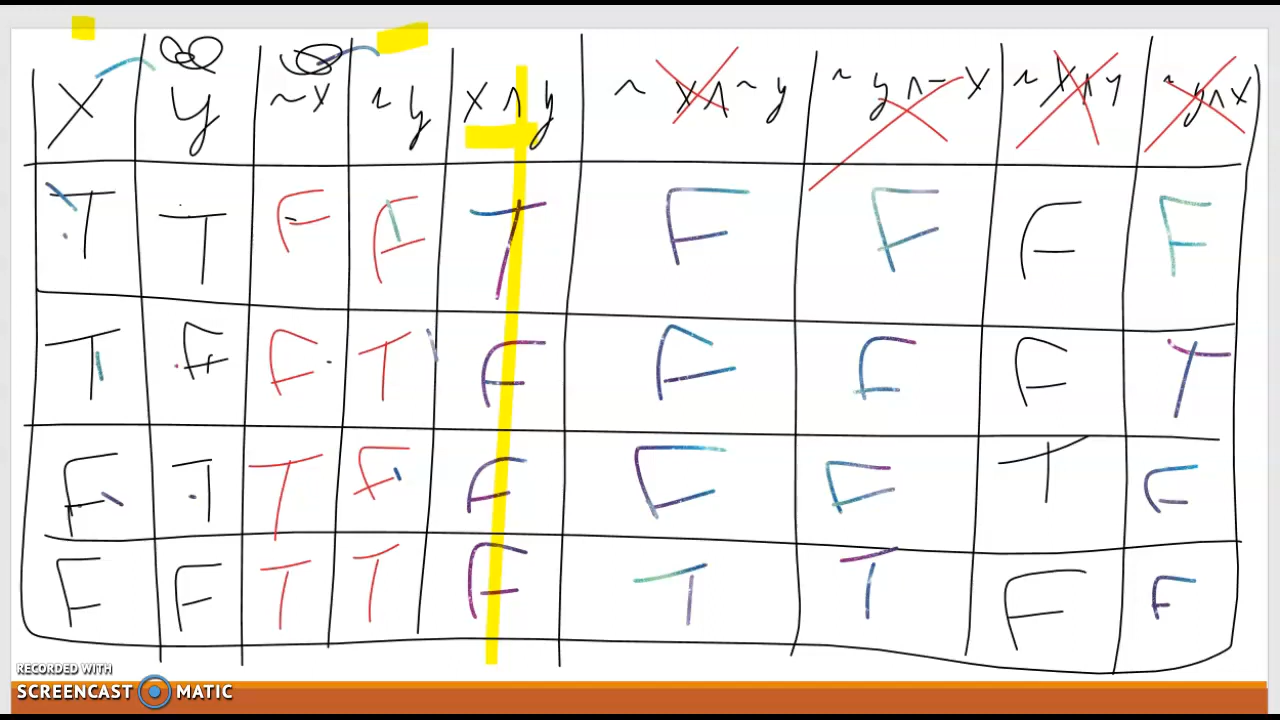 X y ~X ~y X ∧ y ~X∧~y ~y∧~X ~X∧y ~y∧X
T T F F T F F F F
T F F T F F F F T
F T T F F F F T F
F F T T F T T F F
RECORDED WITH
SCREENCAST MATIC